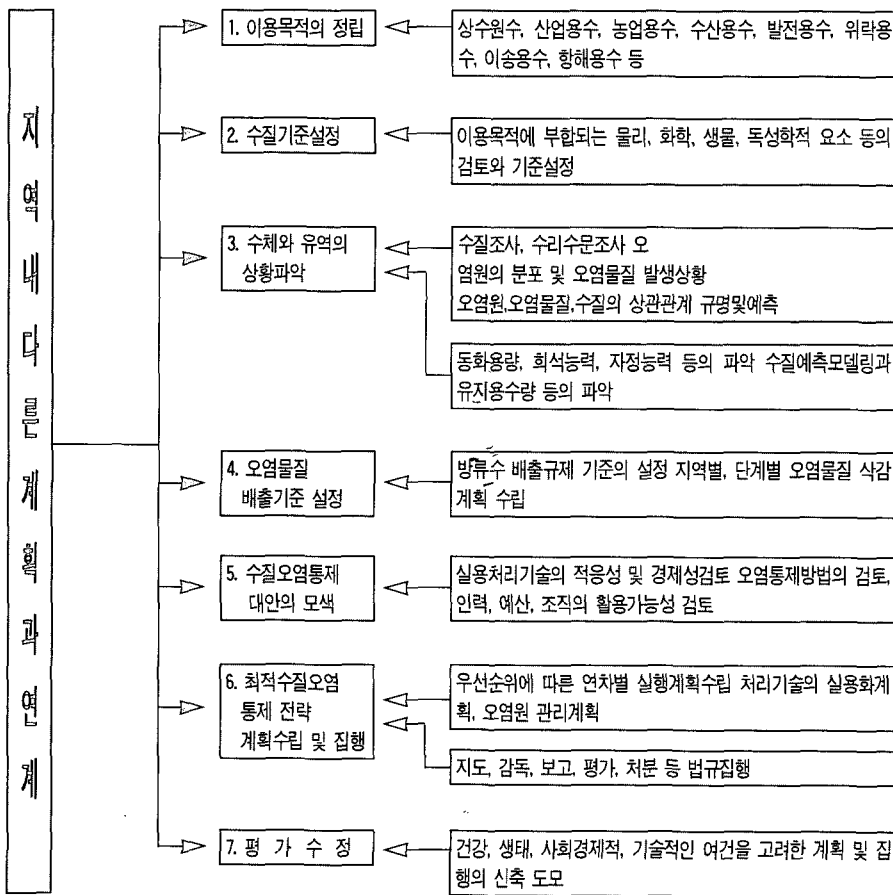 지역내다른계획과연계
1. 이용목적의 정립
상수원수, 산업용수, 농업용수, 수산용수, 발전용수, 위락용
수, 이송용수, 항해용수 등
2. 수질기준설정
이용목적에 부합되는 물리, 화학, 생물, 독성학적 요소 등의
검토와 기준설정
3. 수체와 유역의
상황파악
수질조사, 수리수문조사 오
염원의 분포 및 오염물질 발생상황
오염원,오염물질,수질의 상관관계 규명및예측
동화용량, 희석능력, 자정능력 등의 파악 수질예측모델링과
유지용수량 등의 파악
4. 오염물질
배출기준 설정
방류수 배출규제 기준의 설정 지역별, 단계별 오염물질 삭감
계획 수립
5. 수질오염통제
대안의 모색
실용처리기술의 적응성 및 경제성검토 오염통제방법의 검토,
인력, 예산, 조직의 활용가능성 검토
6. 최적수질오염
통제 전략
계획수립 및 집행
우선순위에 따른 연차별 실행계획수립 처리기술의 실용화계
획, 오염원 관리계획
지도, 감독, 보고, 평가, 처분 등 법규집행
7. 평 가 수 정
건강, 생태, 사회경제적, 기술적인 여건을 고려한 계획 및 집
행의 신축 도모